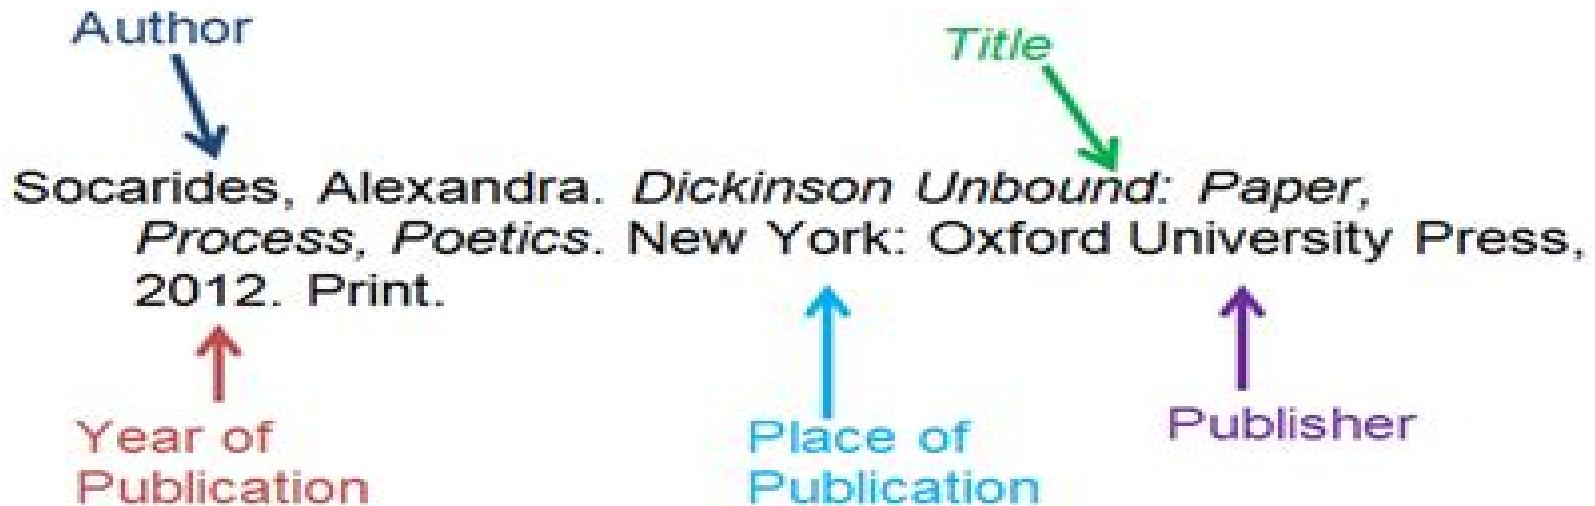 Author
Title
Socarides, Alexandra. Dickinson Unbound: Paper,
Process, Poetics. New York: Oxford University Press,
2012. Print.
Year of
Publication
Place of
Publication
Publisher